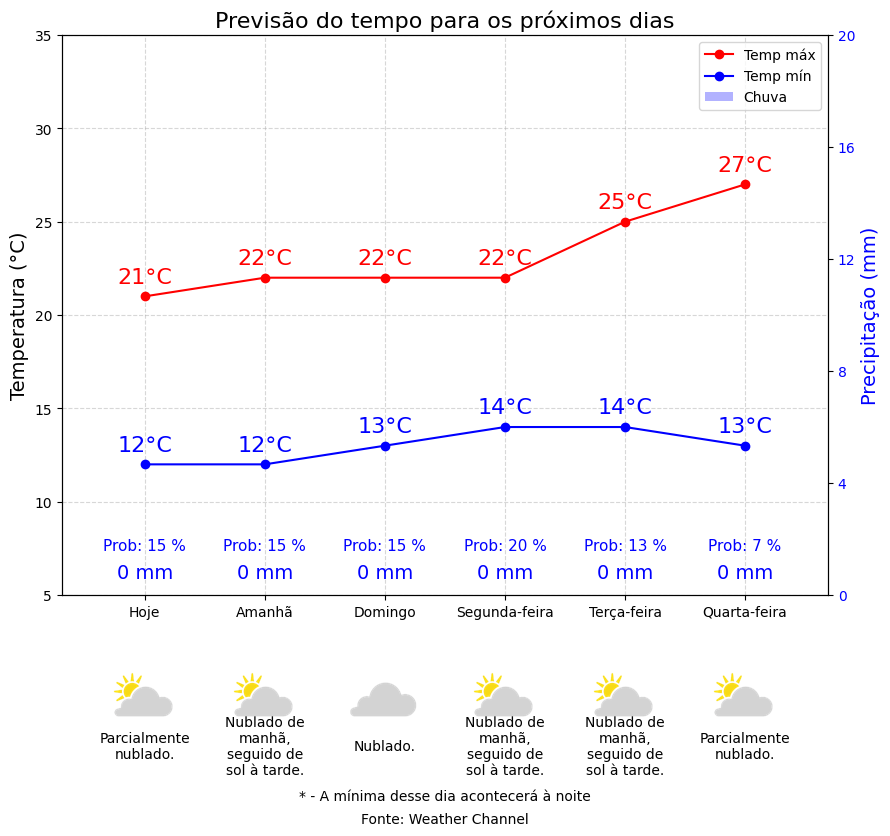 Previsão do tempo para os próximos dias
35
30
25
20
15
10
5
Temperatura (°C)
20
16
12
8
4
0
Precipitação (mm)
Temp máx
Temp mín
Chuva
21°C 22°C 22°C 22°C 25°C 27°C
12°C 12°C 13°C 14°C 14°C 13°C
Prob: 15 % Prob: 15 % Prob: 15 % Prob: 20 % Prob: 13 % Prob: 7 %
0 mm 0 mm 0 mm 0 mm 0 mm 0 mm
Hoje Amanhã Domingo Segunda-feira Terça-feira Quarta-feira
Parcialmente
nublado.
Nublado de
manhã,
seguido de
sol à tarde.
Nublado.
Nublado de
manhã,
seguido de
sol à tarde.
Nublado de
manhã,
seguido de
sol à tarde.
Parcialmente
nublado.
* - A mínima desse dia acontecerá à noite
Fonte: Weather Channel